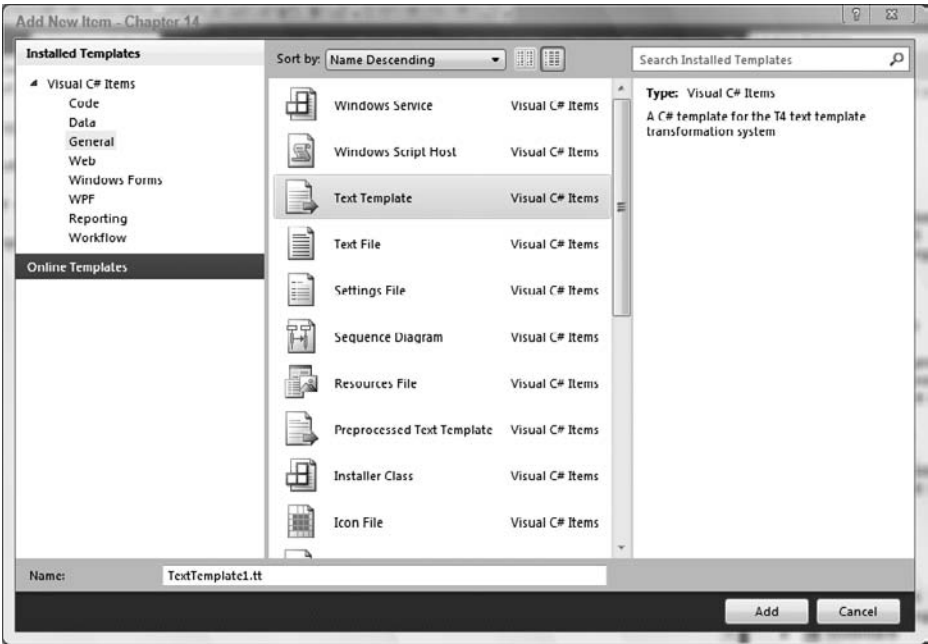 Add New Item - Chapter 14
Installed Templates
Visual C# Items
Code
Data
General
Web
Windows Forms
WPF
Reporting
Workflow
Online Templates
Sort by: Name Descending
Windows Service Visual C# Items
Windows Script Host Visual C# Items
Text Template Visual C# Items
Text File Visual C# Items
Settings File Visual C# Items
Sequence Diagram Visual C# Items
Resources File Visual C# Items
Preprocessed Text Template Visual C# Items
Installer Class Visual C# Items
Icon File Visual C# Items
Search Installed Templates
Type: Visual C# Items
A C# template for the T4 text template
transformation system
Name: TextTemplate1.tt
Add Cancel